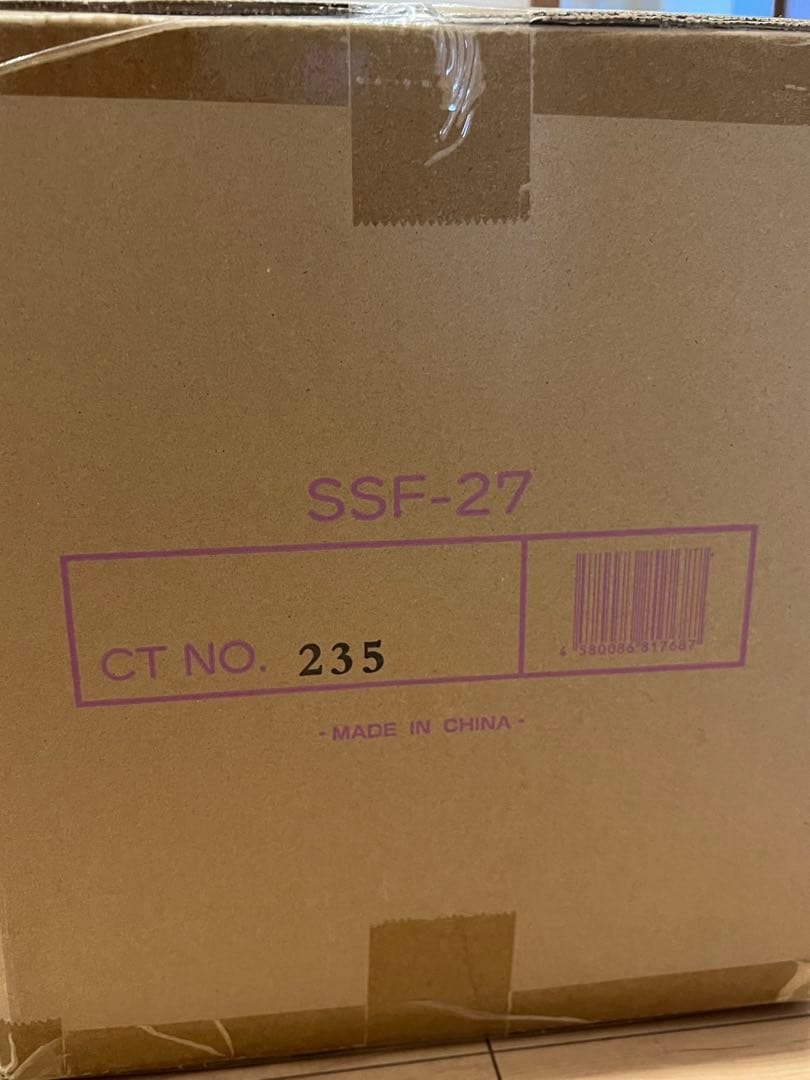 SSF-27
CT NO. 235
4 580086 817687
- MADE IN CHINA -